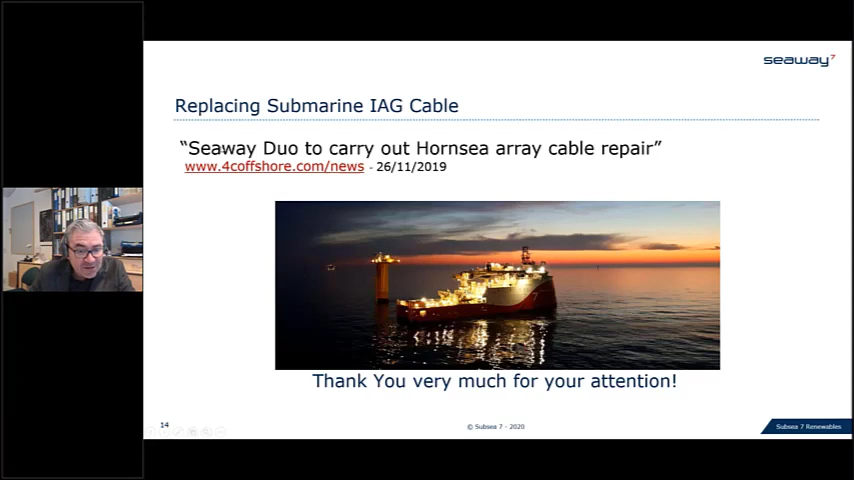 seaway7
Replacing Submarine IAG Cable
“Seaway Duo to carry out Hornsea array cable repair”
www.4coffshore.com/news - 26/11/2019
Thank You very much for your attention!
14
© Subsea 7 - 2020
Subsea 7 Renewables